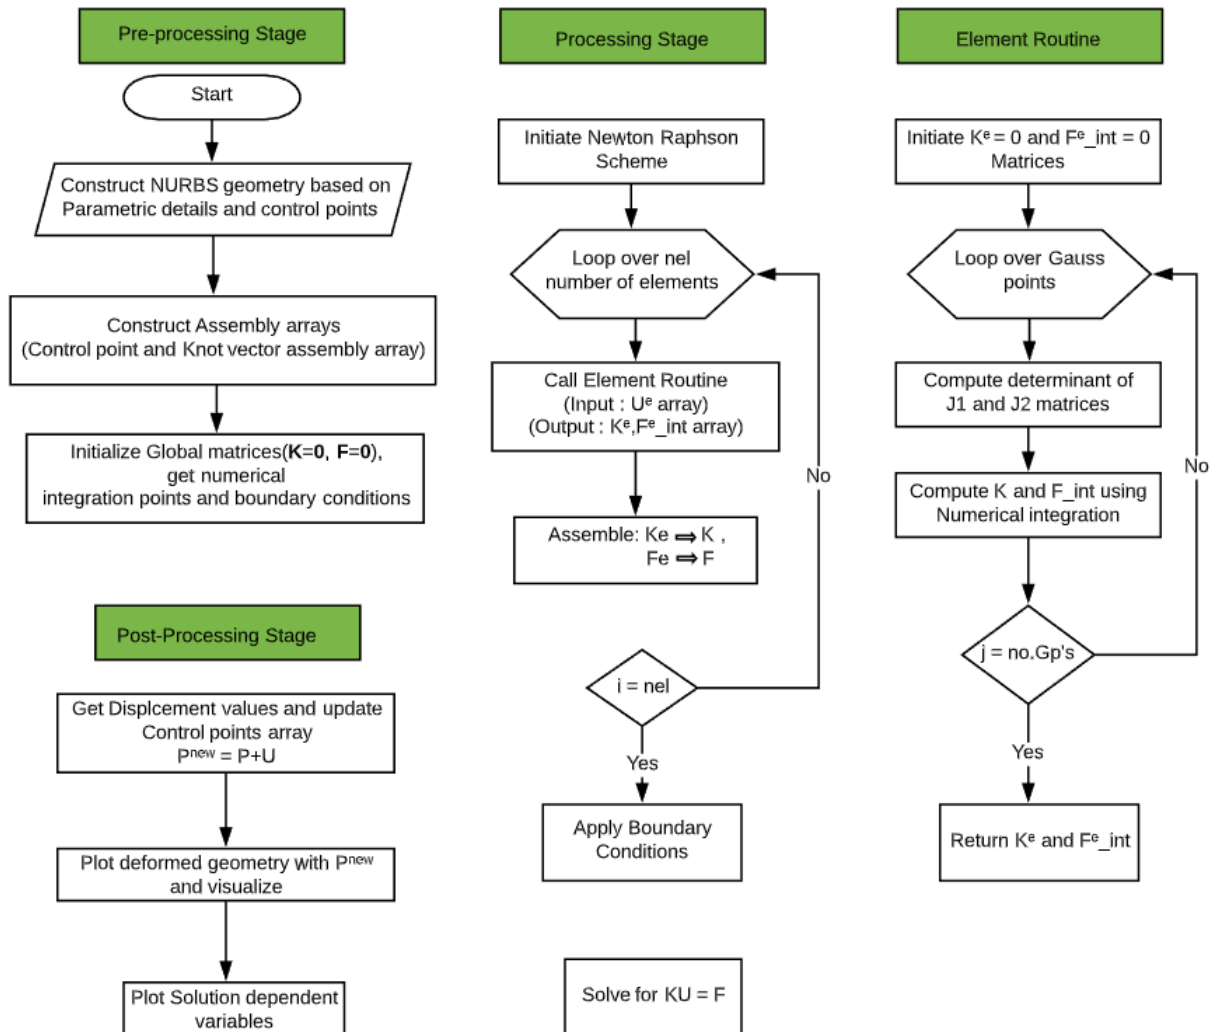 Pre-processing Stage
Start
Construct NURBS geometry based on
Parametric details and control points
Construct Assembly arrays
(Control point and Knot vector assembly array)
Initialize Global matrices(K=0, F=0),
get numerical
integration points and boundary conditions
Post-Processing Stage
Get Displcement values and update
Control points array
Pⁿᵉʷ = P+U
Plot deformed geometry with Pⁿᵉʷ
and visualize
Plot Solution dependent
variables
Processing Stage
Initiate Newton Raphson
Scheme
Loop over nel
number of elements
Call Element Routine
(Input : Uᵉ array)
(Output : Kᵉ,Fᵉ_int array)
Assemble: Ke ⇒ K ,
Fe ⇒ F
No
i = nel
Yes
Apply Boundary
Conditions
Solve for KU = F
Element Routine
Initiate Kᵉ = 0 and Fᵉ_int = 0
Matrices
Loop over Gauss
points
Compute determinant of
J1 and J2 matrices
No
Compute K and F_int using
Numerical integration
j = no.Gp's
Yes
Return Kᵉ and Fᵉ_int